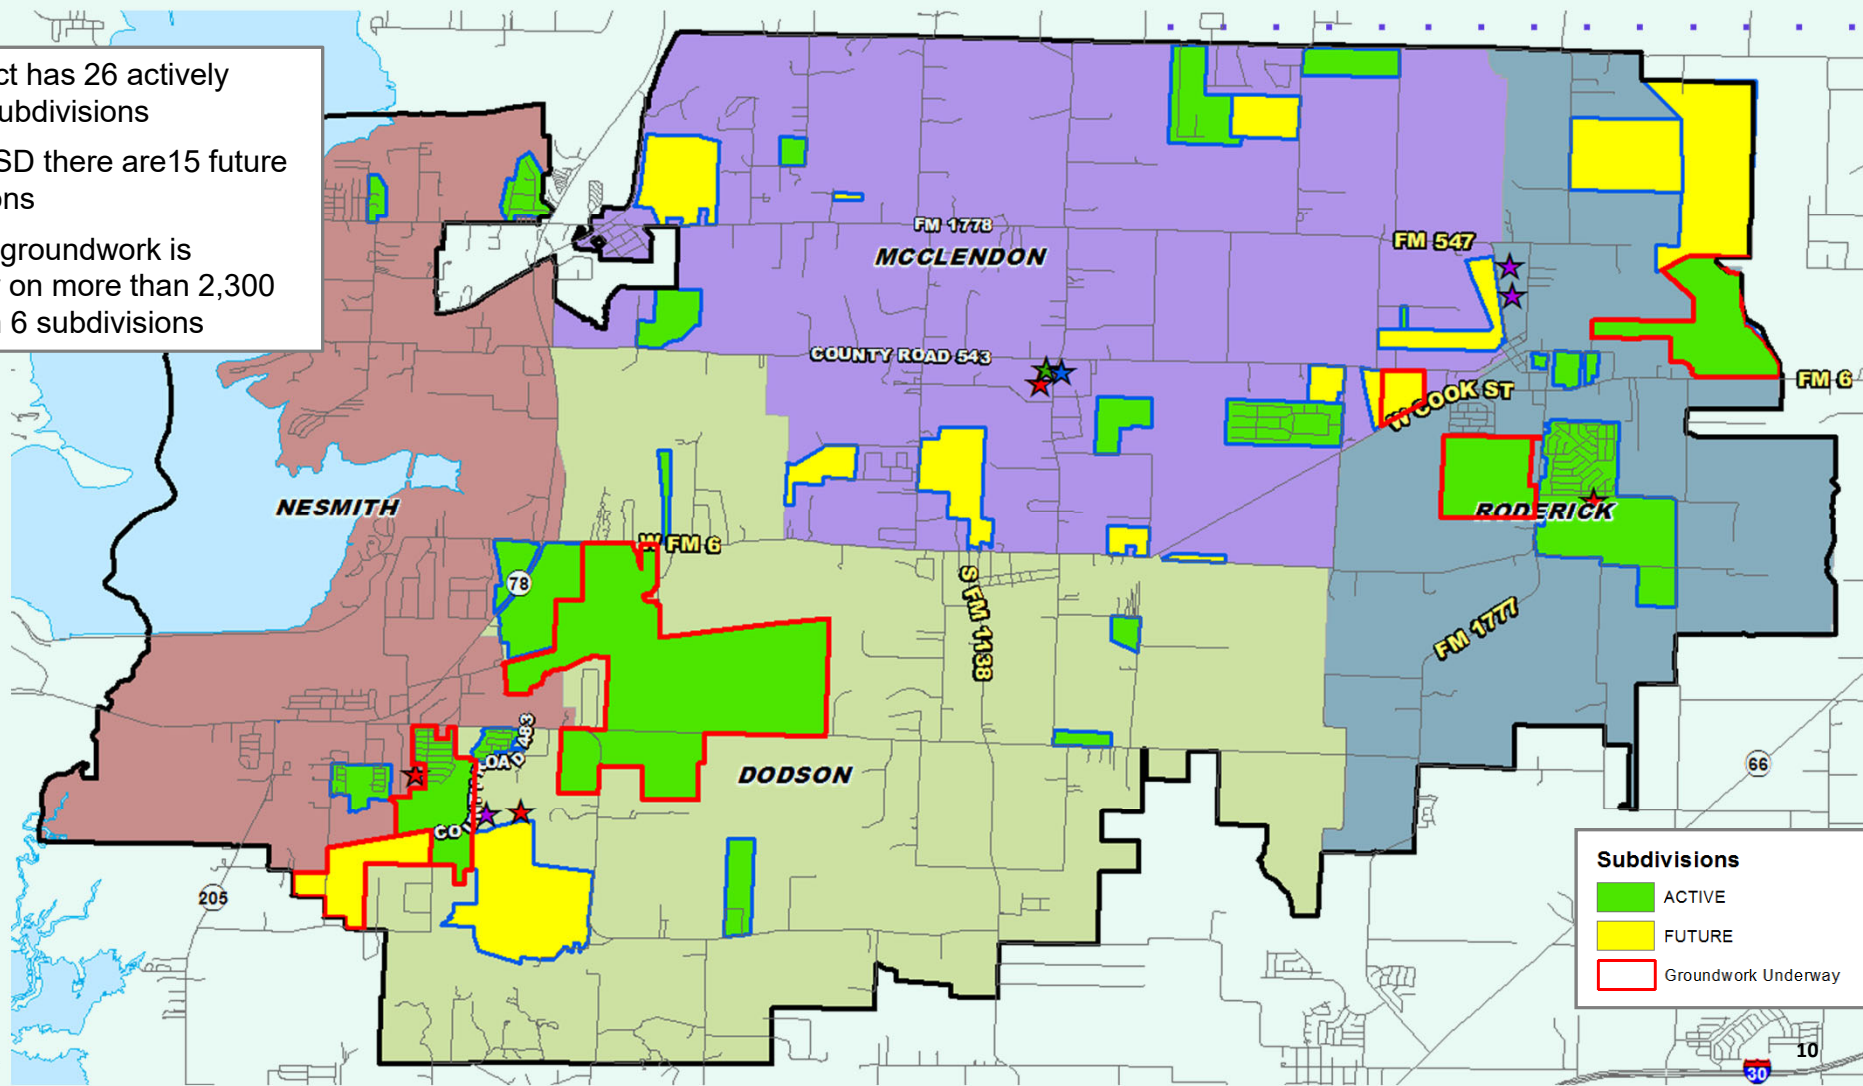 ct has 26 actively
ubdivisions
SD there are15 future
ons
groundwork is
on more than 2,300
6 subdivisions
FM 1778
MCCLENDON
FM 547
COUNTY ROAD 543
FM 6
W COOK ST
NESMITH
RODERICK
W FM 6
78
S FM 1138
FM 1777
483
DODSON
66
205
Subdivisions
ACTIVE
FUTURE
Groundwork Underway
10
30